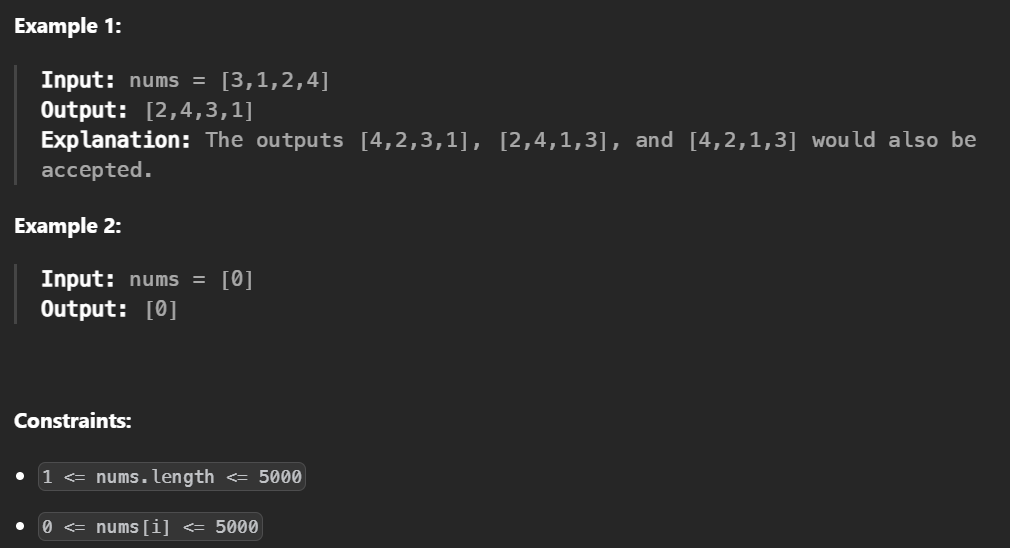 Example 1:
Input: nums = [3,1,2,4]
Output: [2,4,3,1]
Explanation: The outputs [4,2,3,1], [2,4,1,3], and [4,2,1,3] would also be
accepted.
Example 2:
Input: nums = [0]
Output: [0]
Constraints:
• 1 <= nums.length <= 5000
• 0 <= nums[i] <= 5000